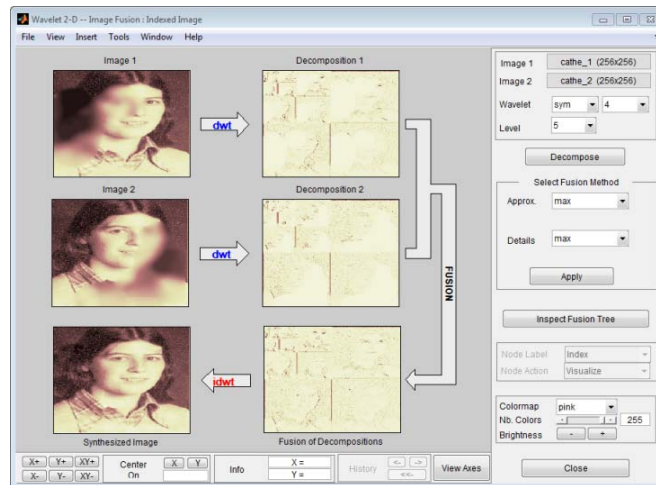 Wavelet 2-D -- Image Fusion : Indexed Image
File View Insert Tools Window Help
Image 1
Decomposition 1
dwt
Image 2
Decomposition 2
dwt
FUSION
idwt
Synthesized Image
Fusion of Decompositions
Image 1 cathe_1 (256x256)
Image 2 cathe_2 (256x256)
Wavelet sym 4
Level 5
Decompose
Select Fusion Method
Approx. max
Details max
Apply
Inspect Fusion Tree
Node Label Index
Node Action Visualize
Colormap pink
Nb. Colors 255
Brightness - +
Close
X+ Y+ XY+
X- Y- XY-
Center
On
X Y
Info
X =
Y =
History
<- ->
<<-
View Axes